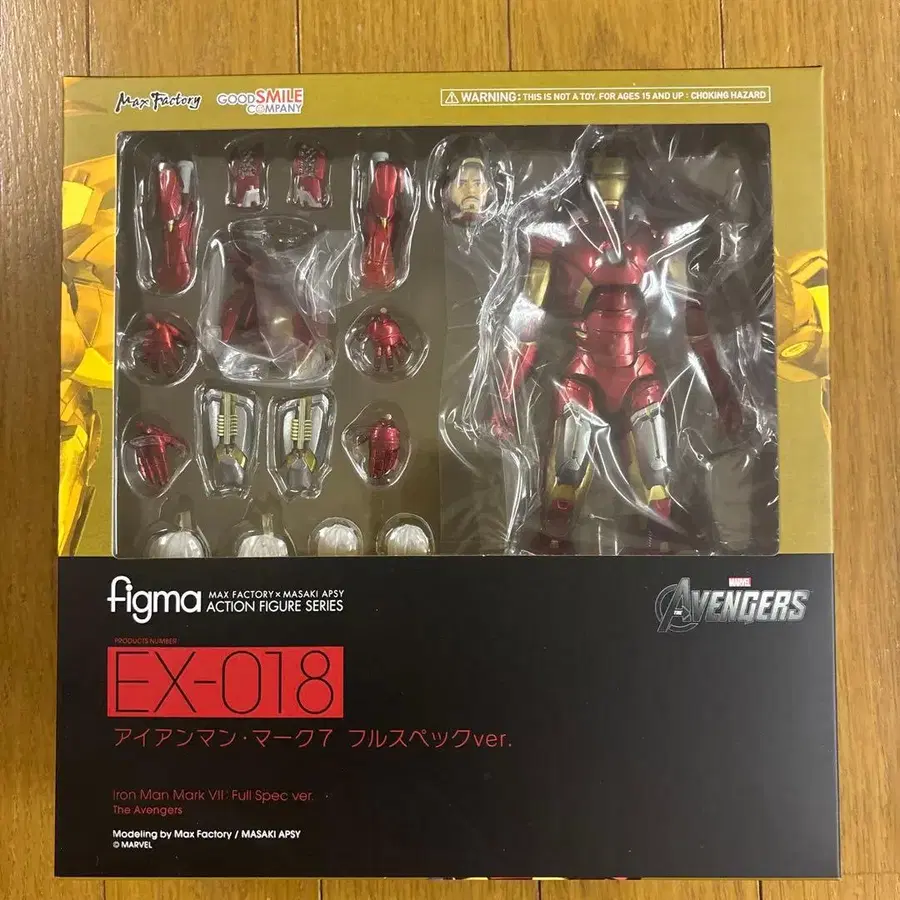 Max Factory
GOOD SMILE
COMPANY
WARNING: THIS IS NOT A TOY. FOR AGES 15 AND UP : CHOKING HAZARD
figma
MAX FACTORY×MASAKI APSY
ACTION FIGURE SERIES
MARVEL
THE AVENGERS
PRODUCTS NUMBER
EX-018
アイアンマン・マーク7 フルスペックver.
Iron Man Mark VII: Full Spec ver.
The Avengers
Modeling by Max Factory / MASAKI APSY
© MARVEL